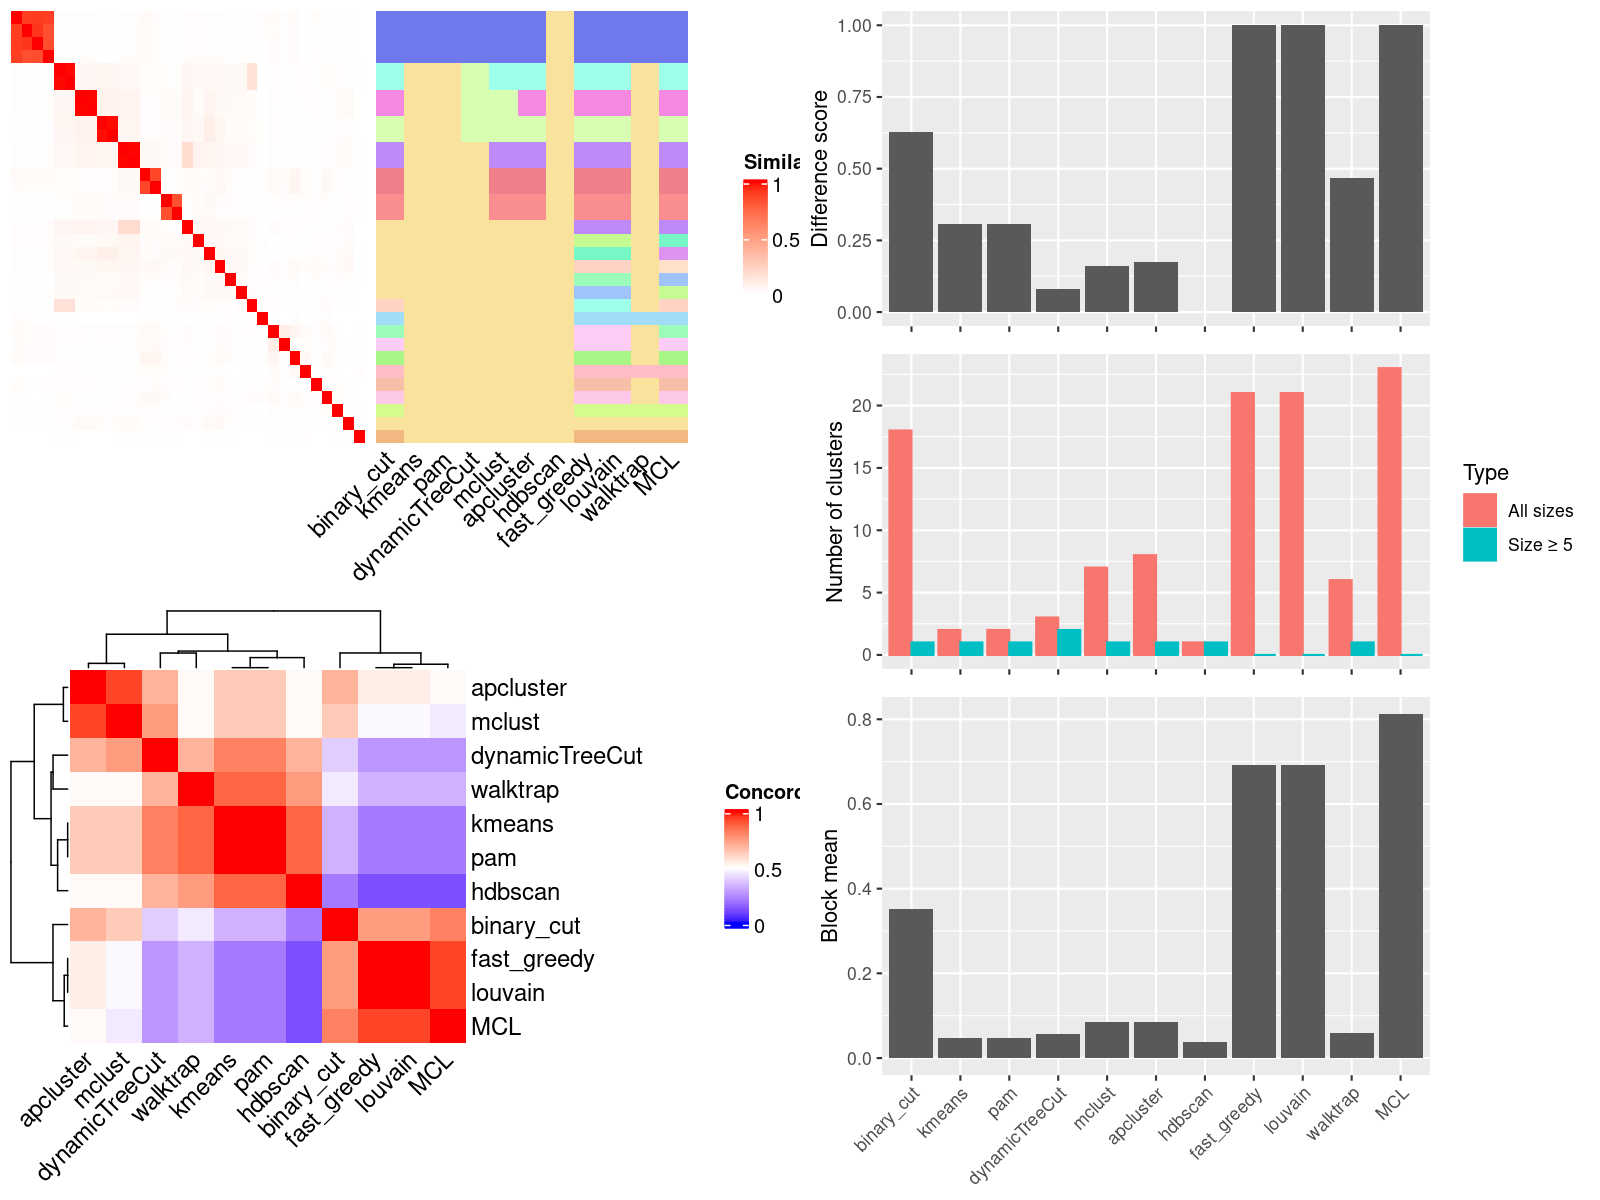 Simila
1
0.5
0
binary_cut
kmeans
pam
dynamicTreeCut
mclust
apcluster
hdbscan
fast_greedy
louvain
walktrap
MCL
Difference score
1.00
0.75
0.50
0.25
0.00
Number of clusters
20
15
10
5
0
Type
All sizes
Size ≥ 5
apcluster
mclust
dynamicTreeCut
walktrap
kmeans
pam
hdbscan
binary_cut
fast_greedy
louvain
MCL
apcluster
mclust
dynamicTreeCut
walktrap
kmeans
pam
hdbscan
binary_cut
fast_greedy
louvain
MCL
Concord
1
0.5
0
Block mean
0.8
0.6
0.4
0.2
0.0
binary_cut
kmeans
pam
dynamicTreeCut
mclust
apcluster
hdbscan
fast_greedy
louvain
walktrap
MCL